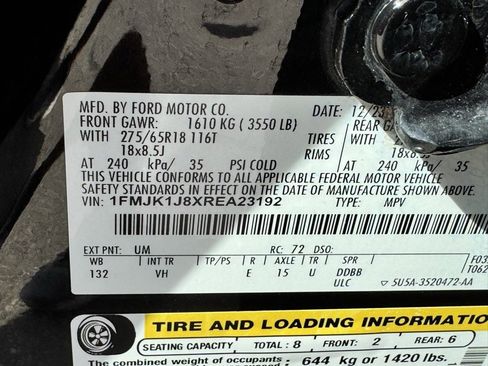 MFD. BY FORD MOTOR CO. DATE: 12/23
FRONT GAWR: 1610 KG ( 3550 LB) REAR GA
WITH 275/65R18 116T TIRES WITH
18x8.5J RIMS 18x8.5J
AT 240 kPa/ 35 PSI COLD AT 240 kPa/ 35
THIS VEHICLE CONFORMS TO ALL APPLICABLE FEDERAL MOTOR VEHICLE
SAFETY STANDARDS IN EFFECT ON THE DATE OF MANUFACTURE SHOWN
VIN: 1FMJK1J8XREA23192 TYPE: MPV
EXT PNT: UM RC: 72 DSO:
WB INT TR TP/PS R AXLE TR SPR F03
132 VH E 15 U DDBB T062
ULC ▽ 5U5A-3520472-AA
TIRE AND LOADING INFORMATION
SEATING CAPACITY TOTAL: 8 FRONT: 2 REAR: 6
The combined weight of occupants 644 kg or 1420 lbs.